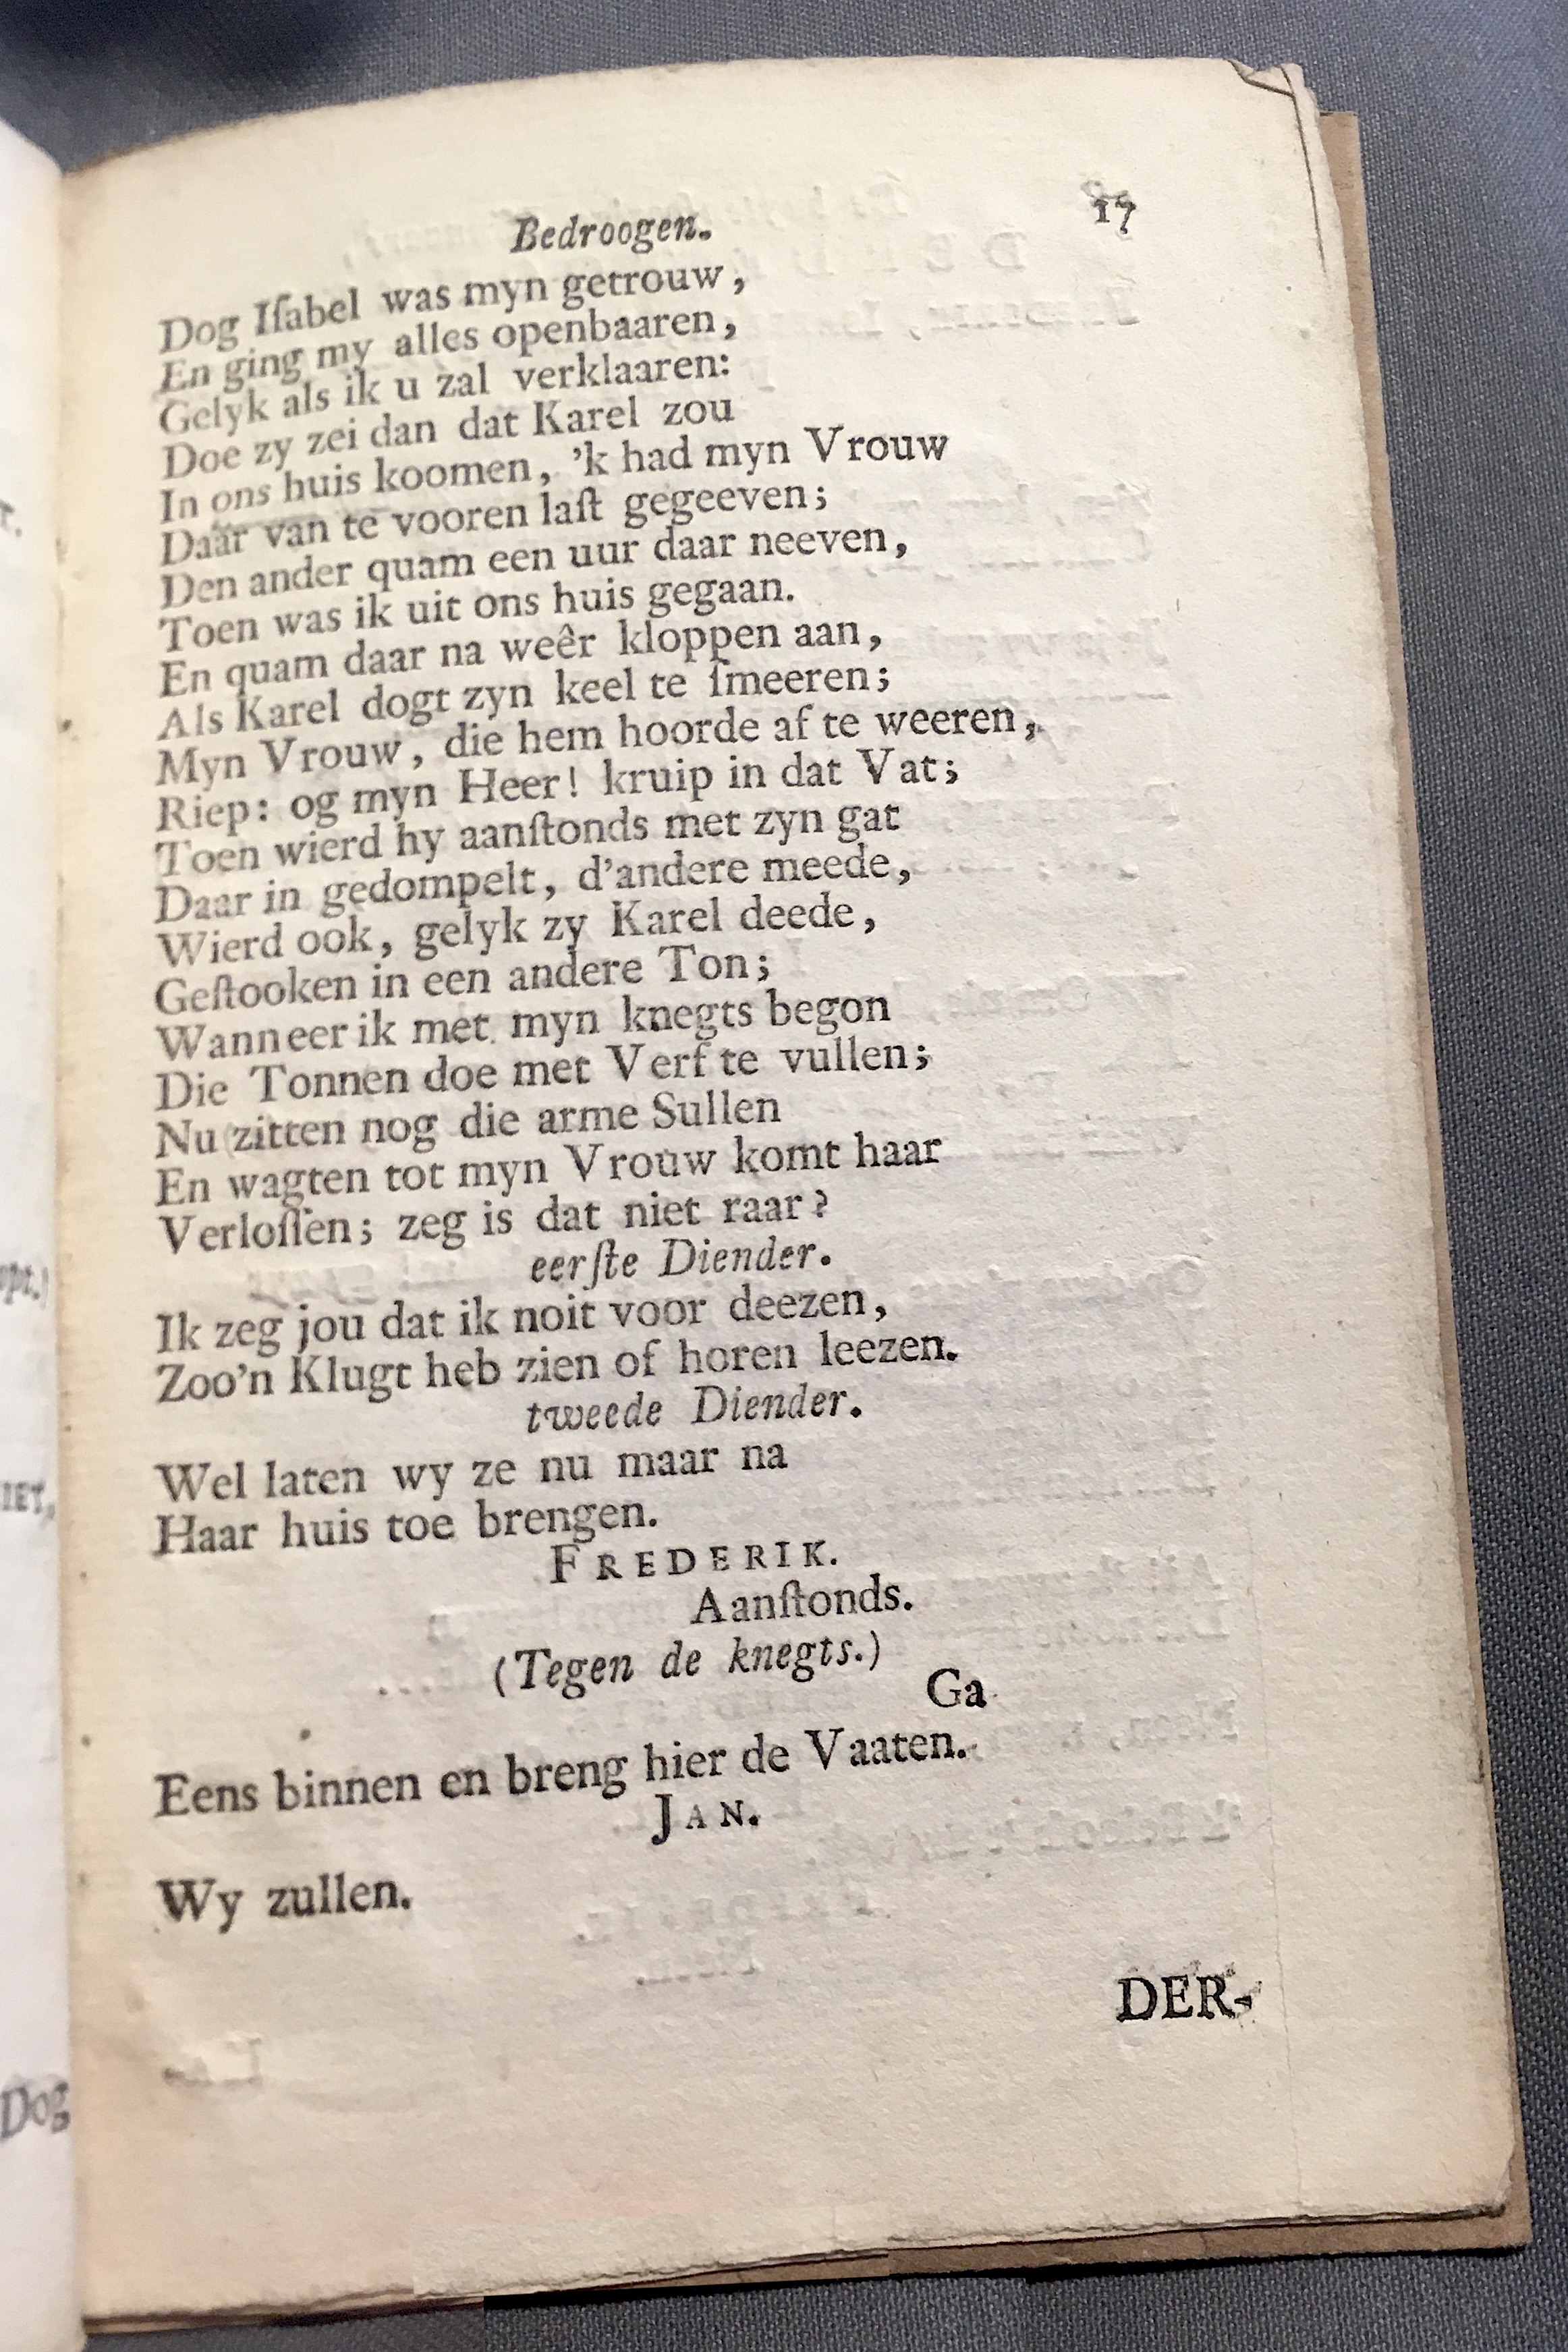 Bedroogen. 17
Dog Iſabel was myn getrouw,
En ging my alles openbaaren,
Gelyk als ik u zal verklaaren:
Doe zy zei dan dat Karel zou
In ons huis koomen, 'k had myn Vrouw
Daar van te vooren laſt gegeeven;
Den ander quam een uur daar neeven,
Toen was ik uit ons huis gegaan.
En quam daar na weêr kloppen aan,
Als Karel dogt zyn keel te ſmeeren;
Myn Vrouw, die hem hoorde af te weeren,
Riep: og myn Heer! kruip in dat Vat;
Toen wierd hy aanſtonds met zyn gat
Daar in gedompelt, d'andere meede,
Wierd ook, gelyk zy Karel deede,
Geſtooken in een andere Ton;
Wanneer ik met myn knegts begon
Die Tonnen doe met Verf te vullen;
Nu zitten nog die arme Sullen
En wagten tot myn Vrouw komt haar
Verloſſen; zeg is dat niet raar?
eerſte Diender.
Ik zeg jou dat ik noit voor deezen,
Zoo'n Klugt heb zien of horen leezen.
tweede Diender.
Wel laten wy ze nu maar na
Haar huis toe brengen.
FREDERIK.
Aanſtonds.
(Tegen de knegts.)
Ga
Eens binnen en breng hier de Vaaten.
JAN.
Wy zullen.
DER-
Dog